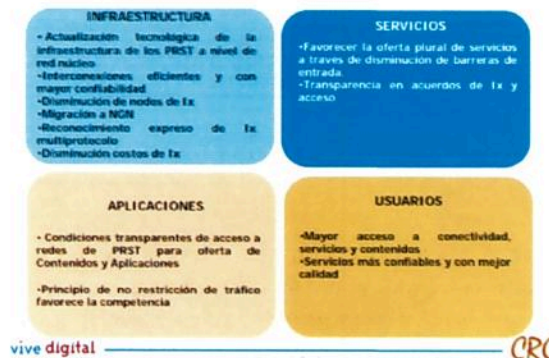 INFRAESTRUCTURA
• Actualización tecnológica de la
infraestructura de los PRST a nivel de
red núcleo
•Interconexiones eficientes y con
mayor confiabilidad
•Disminución de nodos de Ix
•Migración a NGN
•Reconocimiento expreso de Ix
multiprotocolo
•Disminución costos de Ix
SERVICIOS
•Favorecer la oferta plural de servicios
a través de disminución de barreras de
entrada.
•Transparencia en acuerdos de Ix y
acceso
APLICACIONES
• Condiciones transparentes de acceso a
redes de PRST para oferta de
Contenidos y Aplicaciones
•Principio de no restricción de tráfico
favorece la competencia
USUARIOS
•Mayor acceso a conectividad,
servicios y contenidos
•Servicios más confiables y con mejor
calidad
vive digital
CRC